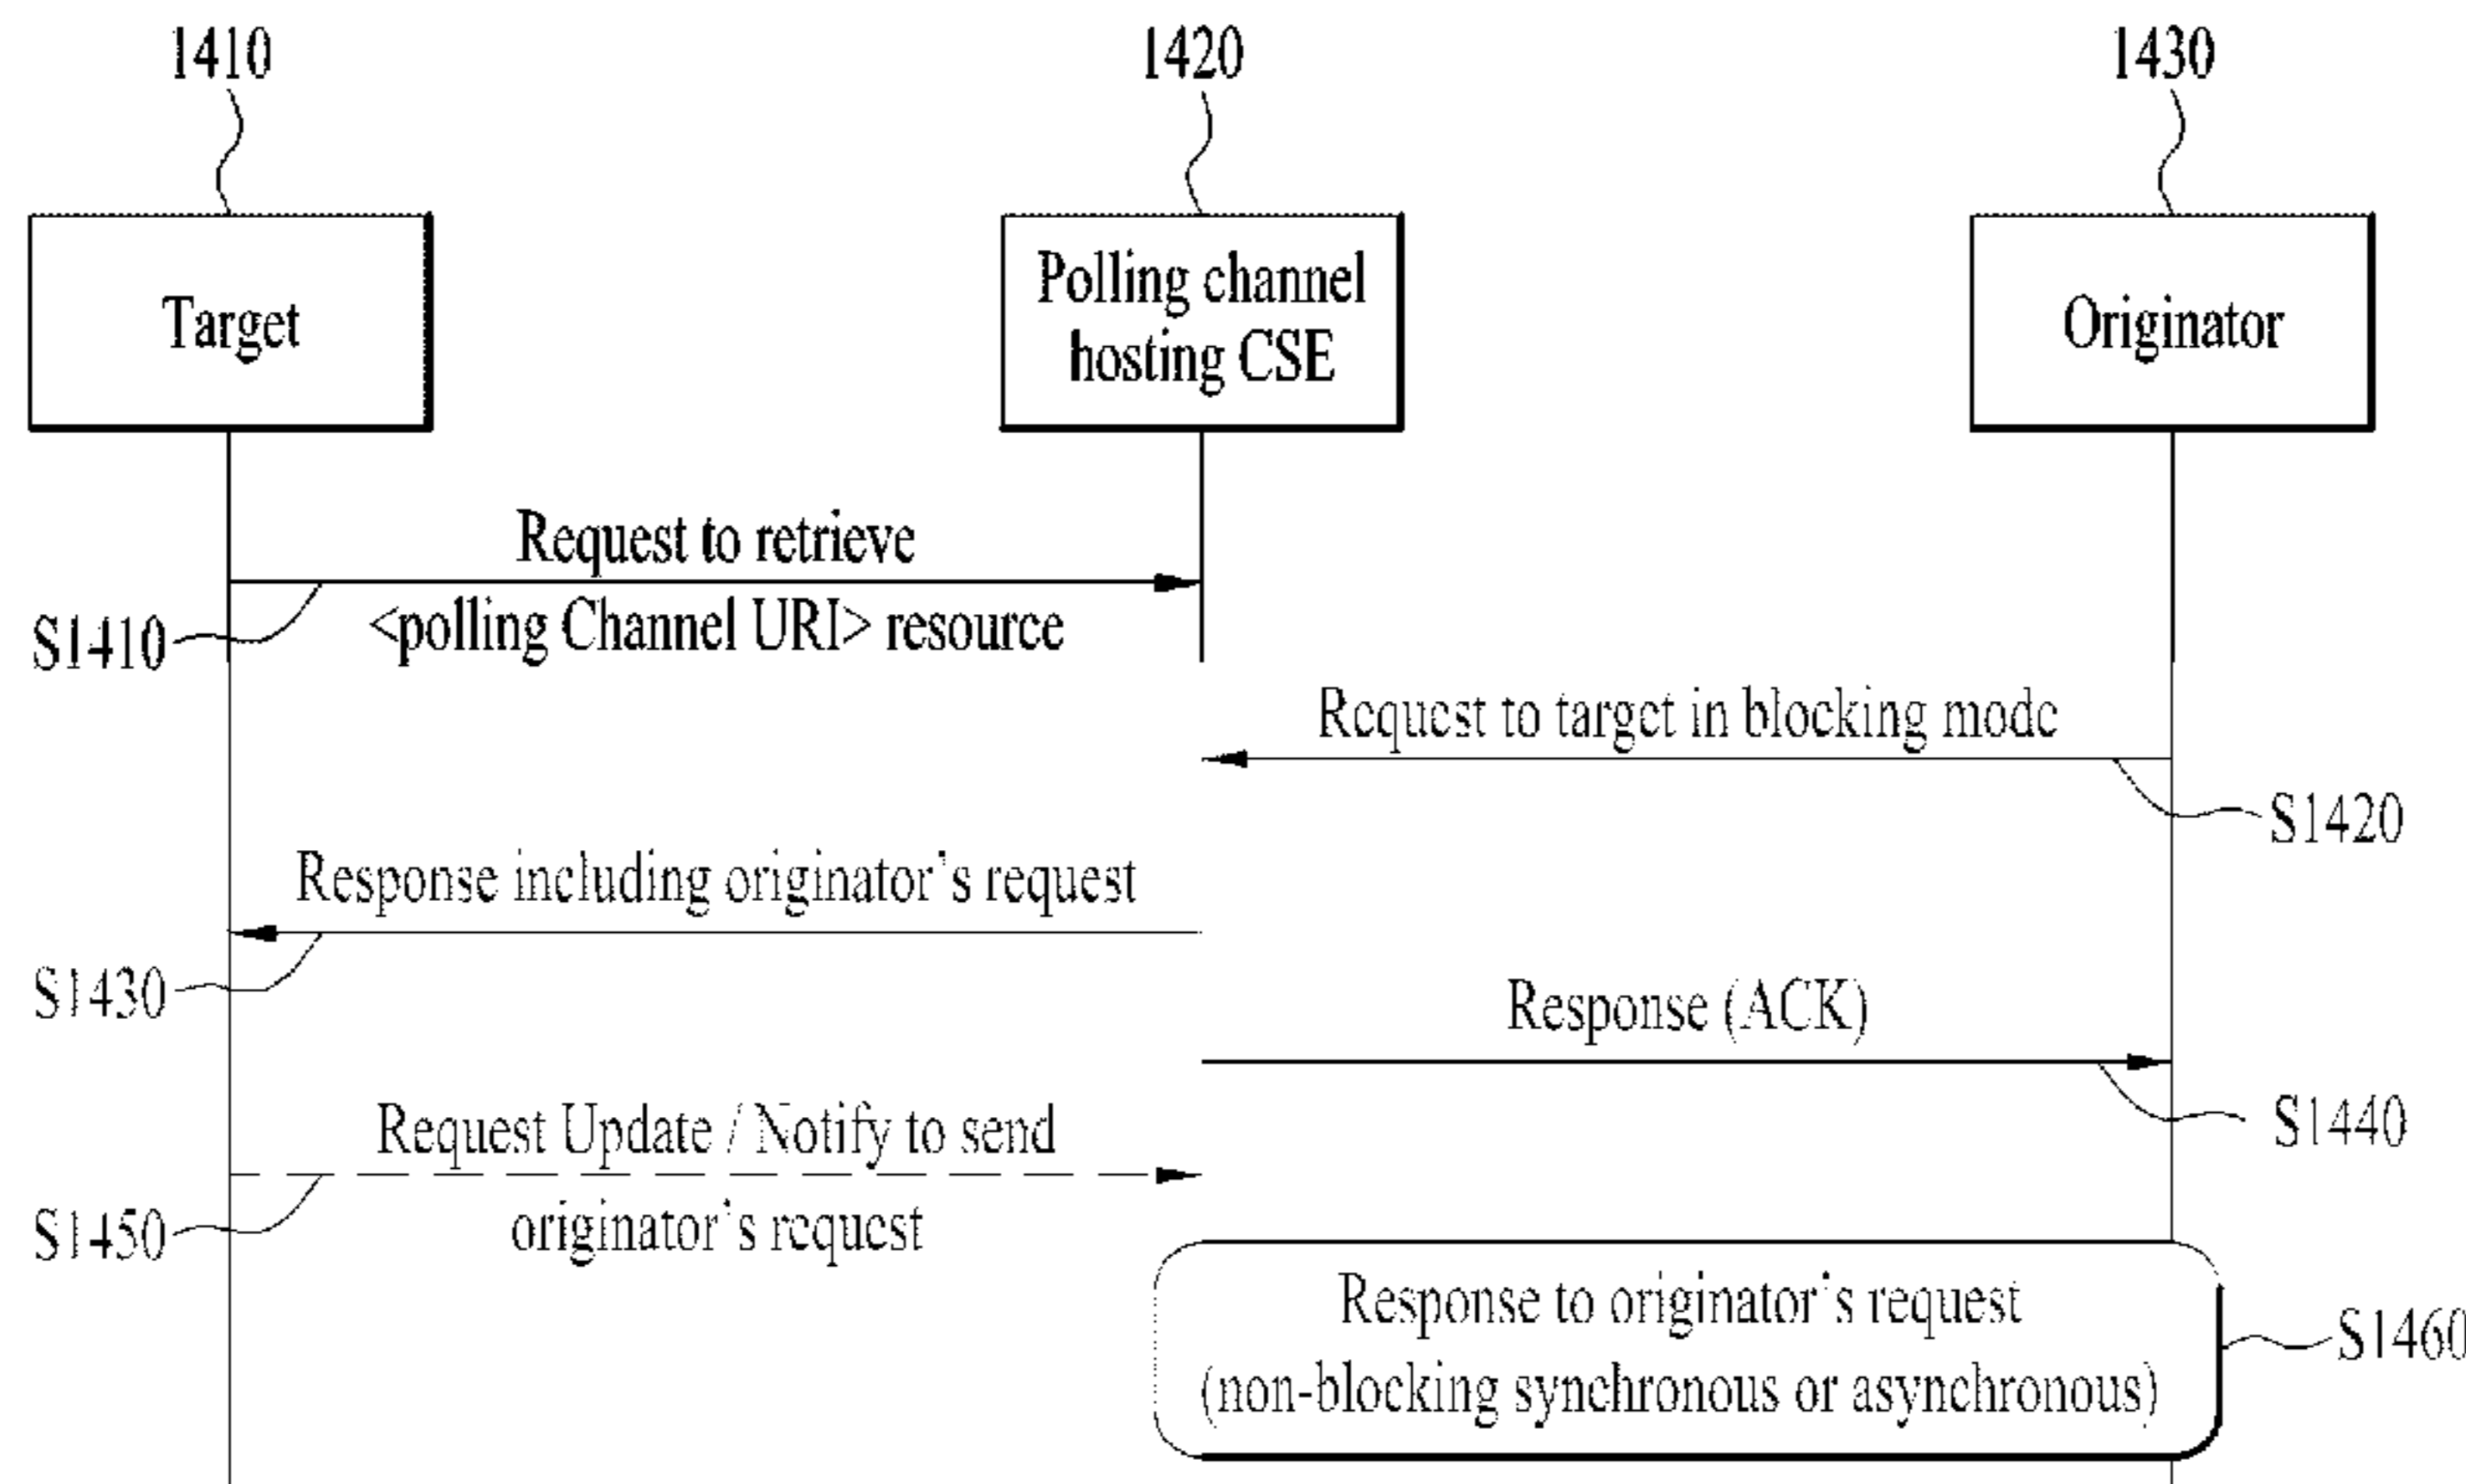 1410
1420
1430
Target
Polling channel
hosting CSE
Originator
Request to retrieve
<polling Channel URI> resource
S1410
Request to target in blocking mode
S1420
Response including originator's request
S1430
Response (ACK)
S1440
Request Update / Notify to send
originator's request
S1450
Response to originator's request
(non-blocking synchronous or asynchronous)
S1460